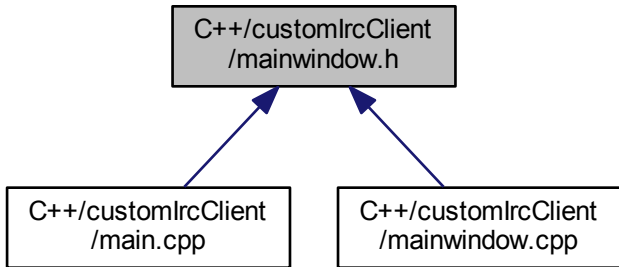 C++/customIrcClient
/mainwindow.h
C++/customIrcClient
/main.cpp
C++/customIrcClient
/mainwindow.cpp